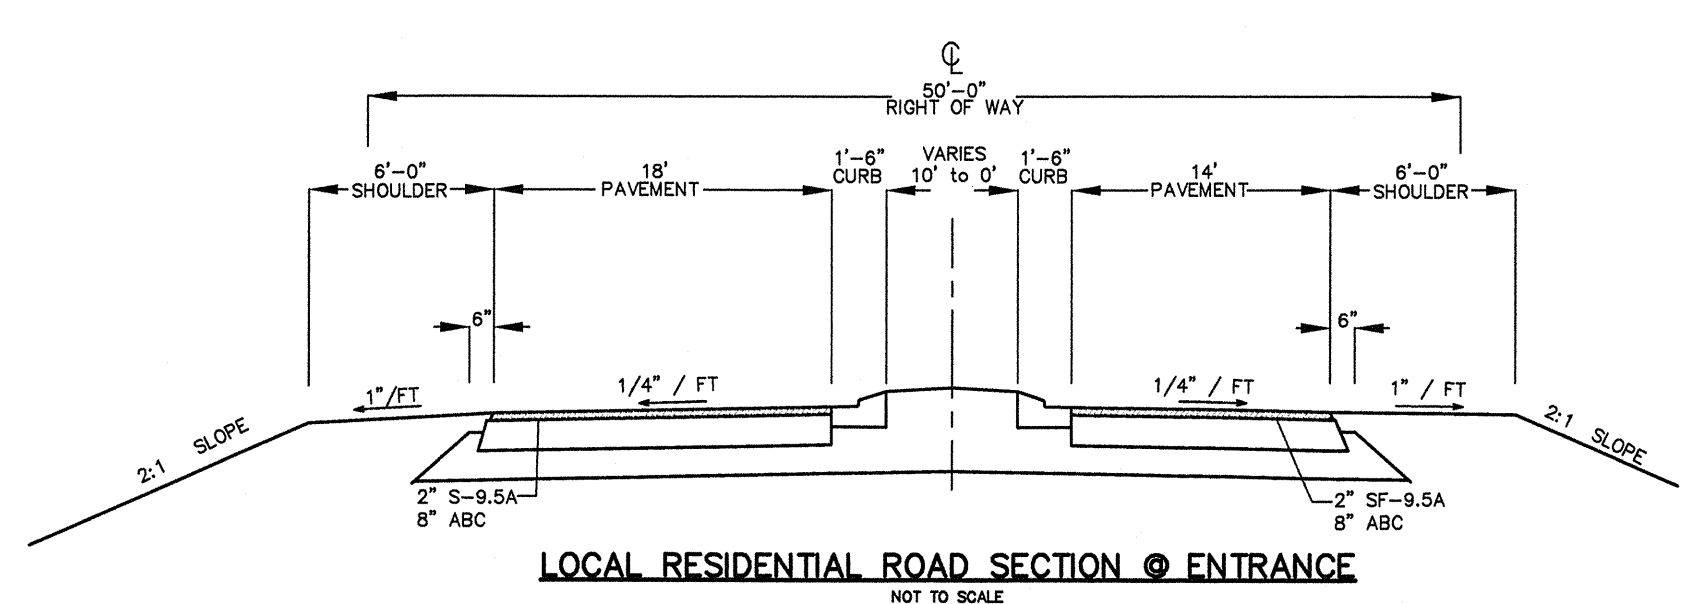 ℄
50'-0"
RIGHT OF WAY
6'-0"
SHOULDER
18'
PAVEMENT
1'-6"
CURB
VARIES
10' to 0'
1'-6"
CURB
14'
PAVEMENT
6'-0"
SHOULDER
6"
6"
1"/FT
1/4" / FT
1/4" / FT
1" / FT
2:1 SLOPE
2:1 SLOPE
2" S-9.5A
8" ABC
2" SF-9.5A
8" ABC
LOCAL RESIDENTIAL ROAD SECTION @ ENTRANCE
NOT TO SCALE